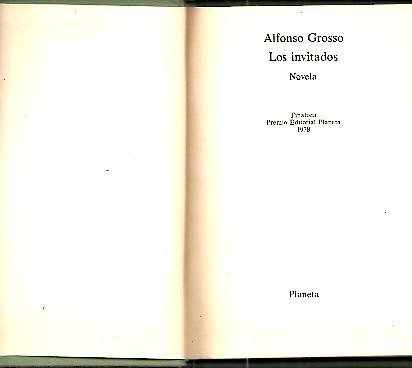 Alfonso Grosso
Los invitados
Novela
Finalista
Premio Editorial Planeta
1978
Planeta